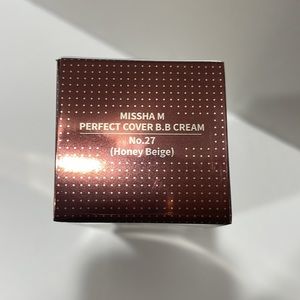 MISSHA M
PERFECT COVER B.B CREAM
No.27
(Honey Beige)